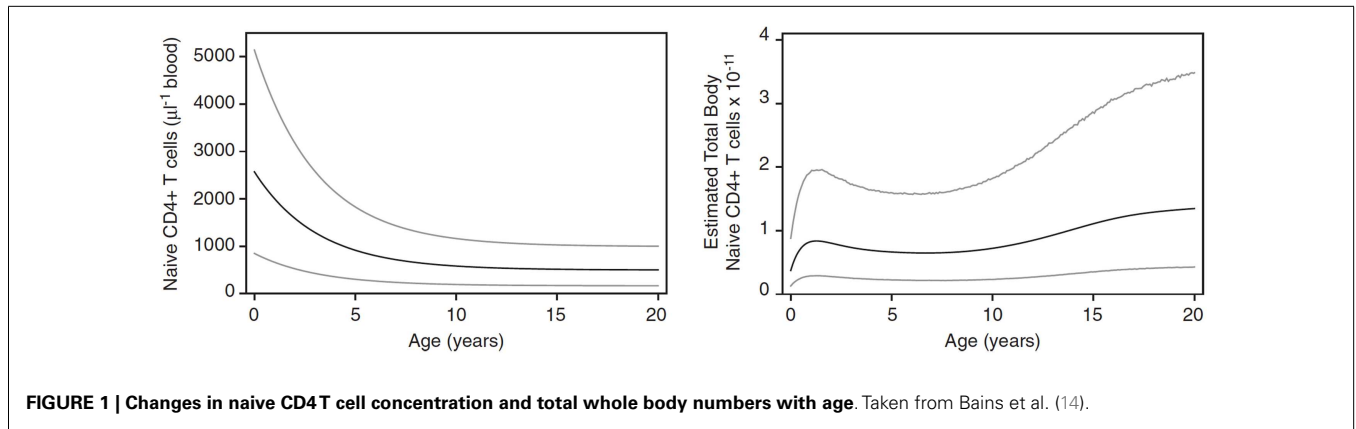 Naive CD4+ T cells (μl-1 blood)
5000
4000
3000
2000
1000
0
0 5 10 15 20
Age (years)
Estimated Total Body
Naive CD4+ T cells x 10-11
4
3
2
1
0
0 5 10 15 20
Age (years)
FIGURE 1 | Changes in naive CD4 T cell concentration and total whole body numbers with age. Taken from Bains et al. (14).